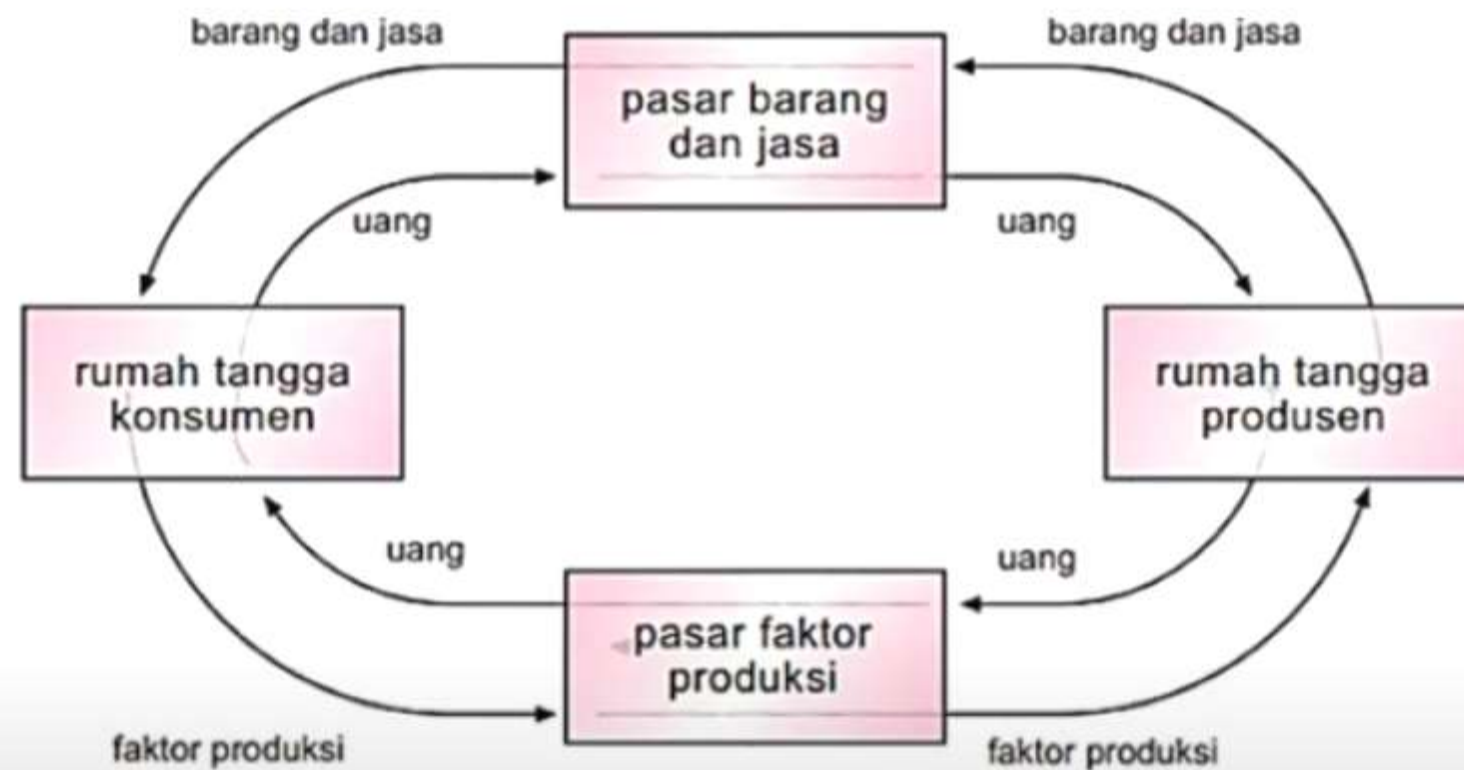 barang dan jasa
barang dan jasa
pasar barang
dan jasa
uang
uang
rumah tangga
konsumen
rumah tangga
produsen
uang
uang
pasar faktor
produksi
faktor produksi
faktor produksi